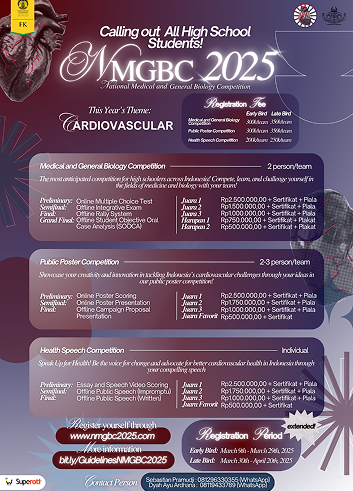 FK
Calling out All High School
Students!
NMGBC 2025
National Medical and General Biology Competition
This Year's Theme:
CARDIOVASCULAR
Registration Fee
Early Bird Late Bird
Medical and General Biology
Competition 300k/team 350k/team
Public Poster Competition 300k/team 350k/team
Health Speech Competition 200k/team 250k/team
Medical and General Biology Competition 2 person/team
The most anticipated competition for high schoolers across Indonesia! Compete, learn, and challenge yourself in
the fields of medicine and biology with your team!
Preliminary: Online Multiple Choice Test
Semifinal: Offline Integrative Exam
Final: Offline Rally System
Grand Final: Offline Student Objective Oral
Case Analysis (SOOCA)
Juara 1 Rp2.500.000,00 + Sertifikat + Piala
Juara 2 Rp1.500.000,00 + Sertifikat + Piala
Juara 3 Rp1.000.000,00 + Sertifikat + Piala
Harapan 1 Rp750.000,00 + Sertifikat + Plakat
Harapan 2 Rp500.000,00 + Sertifikat + Plakat
Public Poster Competition 2-3 person/team
Showcase your creativity and innovation in tackling Indonesia's cardiovascular challenges through your ideas in
our public poster competition!
Preliminary: Online Poster Scoring
Semifinal: Online Poster Presentation
Final: Offline Campaign Proposal
Presentation
Juara 1 Rp2.500.000,00 + Sertifikat + Piala
Juara 2 Rp1.750.000,00 + Sertifikat + Piala
Juara 3 Rp1.000.000,00 + Sertifikat + Piala
Juara Favorit Rp500.000,00 + Sertifikat
Health Speech Competition Individual
Speak Up for Health! Be the voice for change and advocate for better cardiovascular health in Indonesia through
your compelling speech
Preliminary: Essay and Speech Video Scoring
Semifinal: Offline Public Speech (Impromptu)
Final: Offline Public Speech (Written)
Juara 1 Rp2.500.000,00 + Sertifikat + Piala
Juara 2 Rp1.750.000,00 + Sertifikat + Piala
Juara 3 Rp1.000.000,00 + Sertifikat + Piala
Juara Favorit Rp500.000,00 + Sertifikat
Register yourself through
www.nmgbc2025.com
More information
bit.ly/GuidelinesNMGBC2025
extended!
Registration Period
Early Bird: March 9th - March 29th, 2025
Late Bird: March 30th - April 20th, 2025
Superott
Contact Person
Sebastian Pramudji : 081296330355 (WhatsApp)